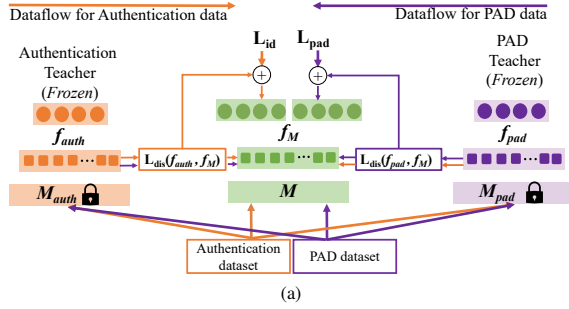 Dataflow for Authentication data
Dataflow for PAD data
L_id L_pad
Authentication
Teacher
(Frozen)
PAD
Teacher
(Frozen)
+ +
f_auth
f_M
f_pad
L_dis(f_auth, f_M)
L_dis(f_pad, f_M)
M_auth
M
M_pad
Authentication
dataset
PAD dataset
(a)